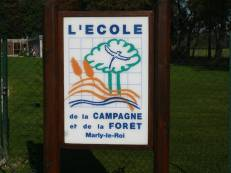 L'ECOLE
de la CAMPAGNE
et de la FORET
Marly-le-Roi